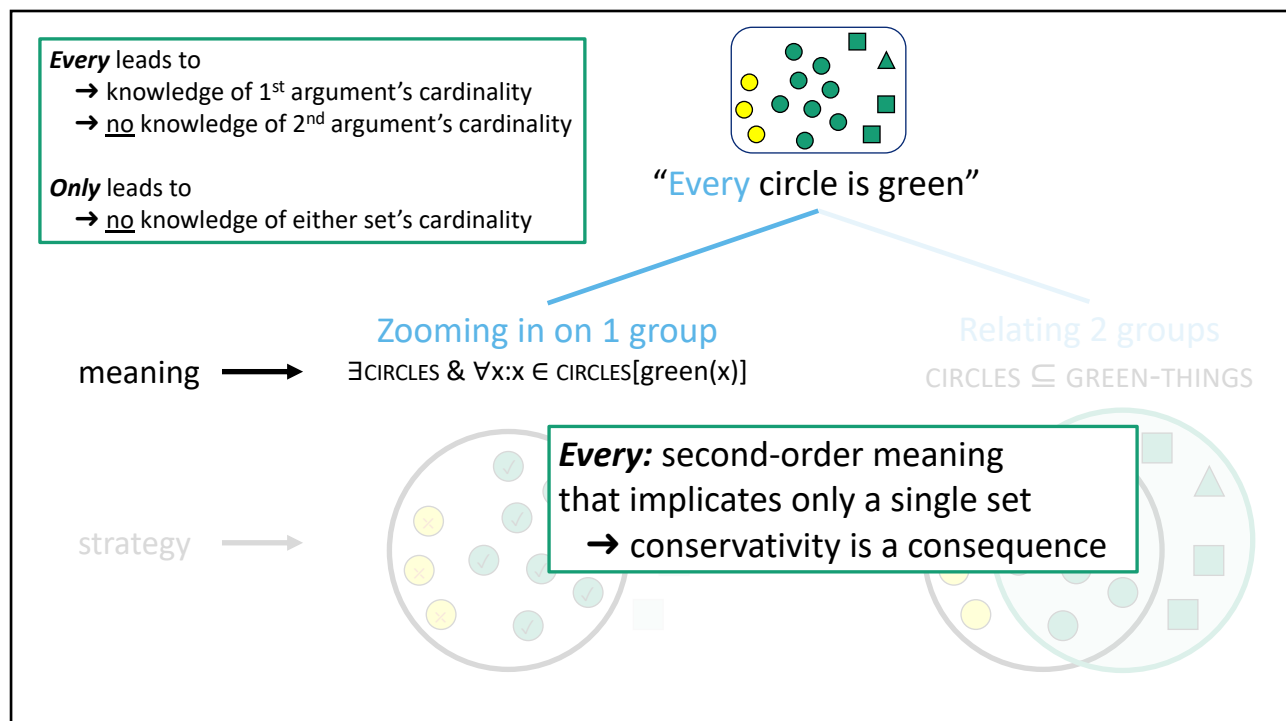 Every leads to
➜ knowledge of 1st argument’s cardinality
➜ no knowledge of 2nd argument’s cardinality
Only leads to
➜ no knowledge of either set’s cardinality
“Every circle is green”
Zooming in on 1 group
Relating 2 groups
meaning
∃CIRCLES & ∀x:x ∈ CIRCLES[green(x)]
CIRCLES ⊆ GREEN-THINGS
Every: second-order meaning
that implicates only a single set
➜ conservativity is a consequence
strategy